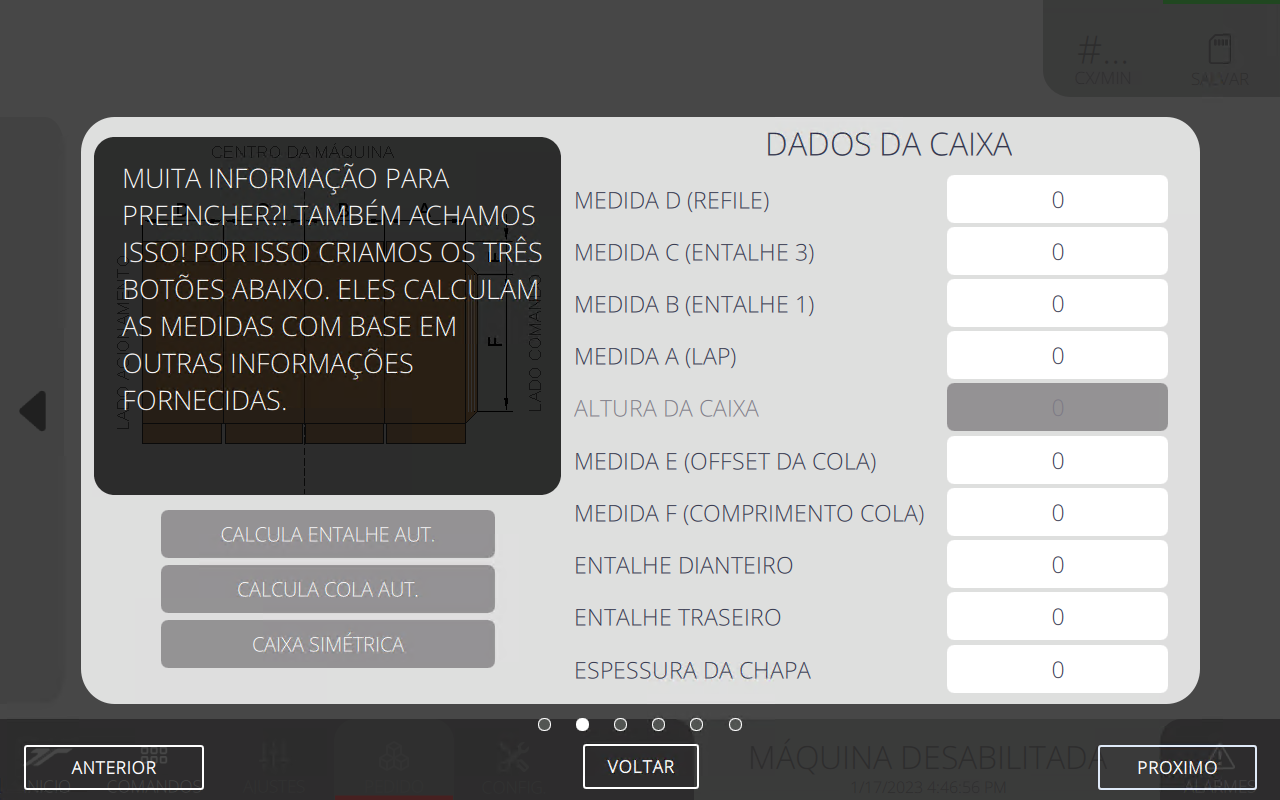 #...
CX/MIN
SALVAR
CENTRO DA MÁQUINA
MUITA INFORMAÇÃO PARA
PREENCHER?! TAMBÉM ACHAMOS
ISSO! POR ISSO CRIAMOS OS TRÊS
BOTÕES ABAIXO. ELES CALCULAM
AS MEDIDAS COM BASE EM
OUTRAS INFORMAÇÕES
FORNECIDAS.
LADO ACIONAMENTO
F
LADO COMANDO
CALCULA ENTALHE AUT.
CALCULA COLA AUT.
CAIXA SIMÉTRICA
DADOS DA CAIXA
MEDIDA D (REFILE) 0
MEDIDA C (ENTALHE 3) 0
MEDIDA B (ENTALHE 1) 0
MEDIDA A (LAP) 0
ALTURA DA CAIXA 0
MEDIDA E (OFFSET DA COLA) 0
MEDIDA F (COMPRIMENTO COLA) 0
ENTALHE DIANTEIRO 0
ENTALHE TRASEIRO 0
ESPESSURA DA CHAPA 0
ANTERIOR
VOLTAR
PROXIMO
INICIO
COMANDOS
AJUSTES
CONFIG
MÁQUINA DESABILITADA
1/17/2023 4:46:56 PM
ALARMES